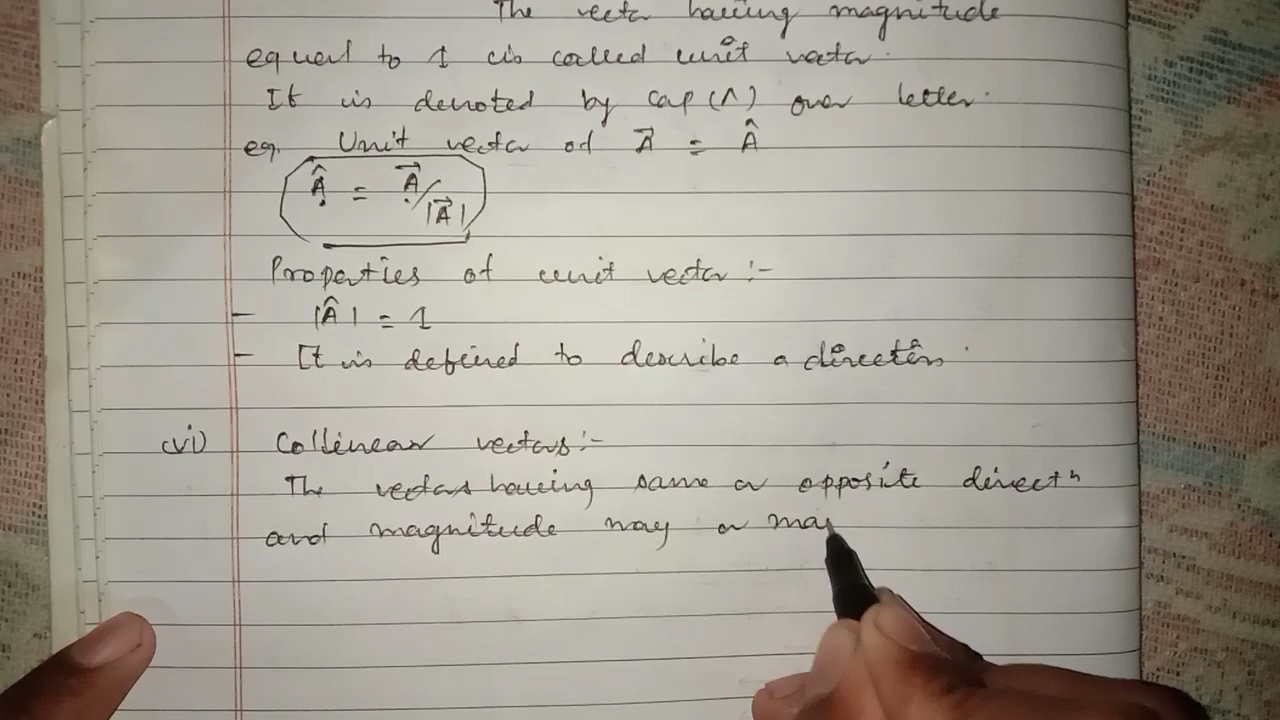 The vector having magnitude
equal to 1 is called unit vector.
It is denoted by cap (^) over letter.
eg. Unit vector of A⃗ = Â
Â = A⃗/|A⃗|
Properties of unit vector :-
- |Â| = 1
- It is defined to describe a direction.
(vi) Collinear vectors :-
The vectors having same or opposite directn
and magnitude may or may